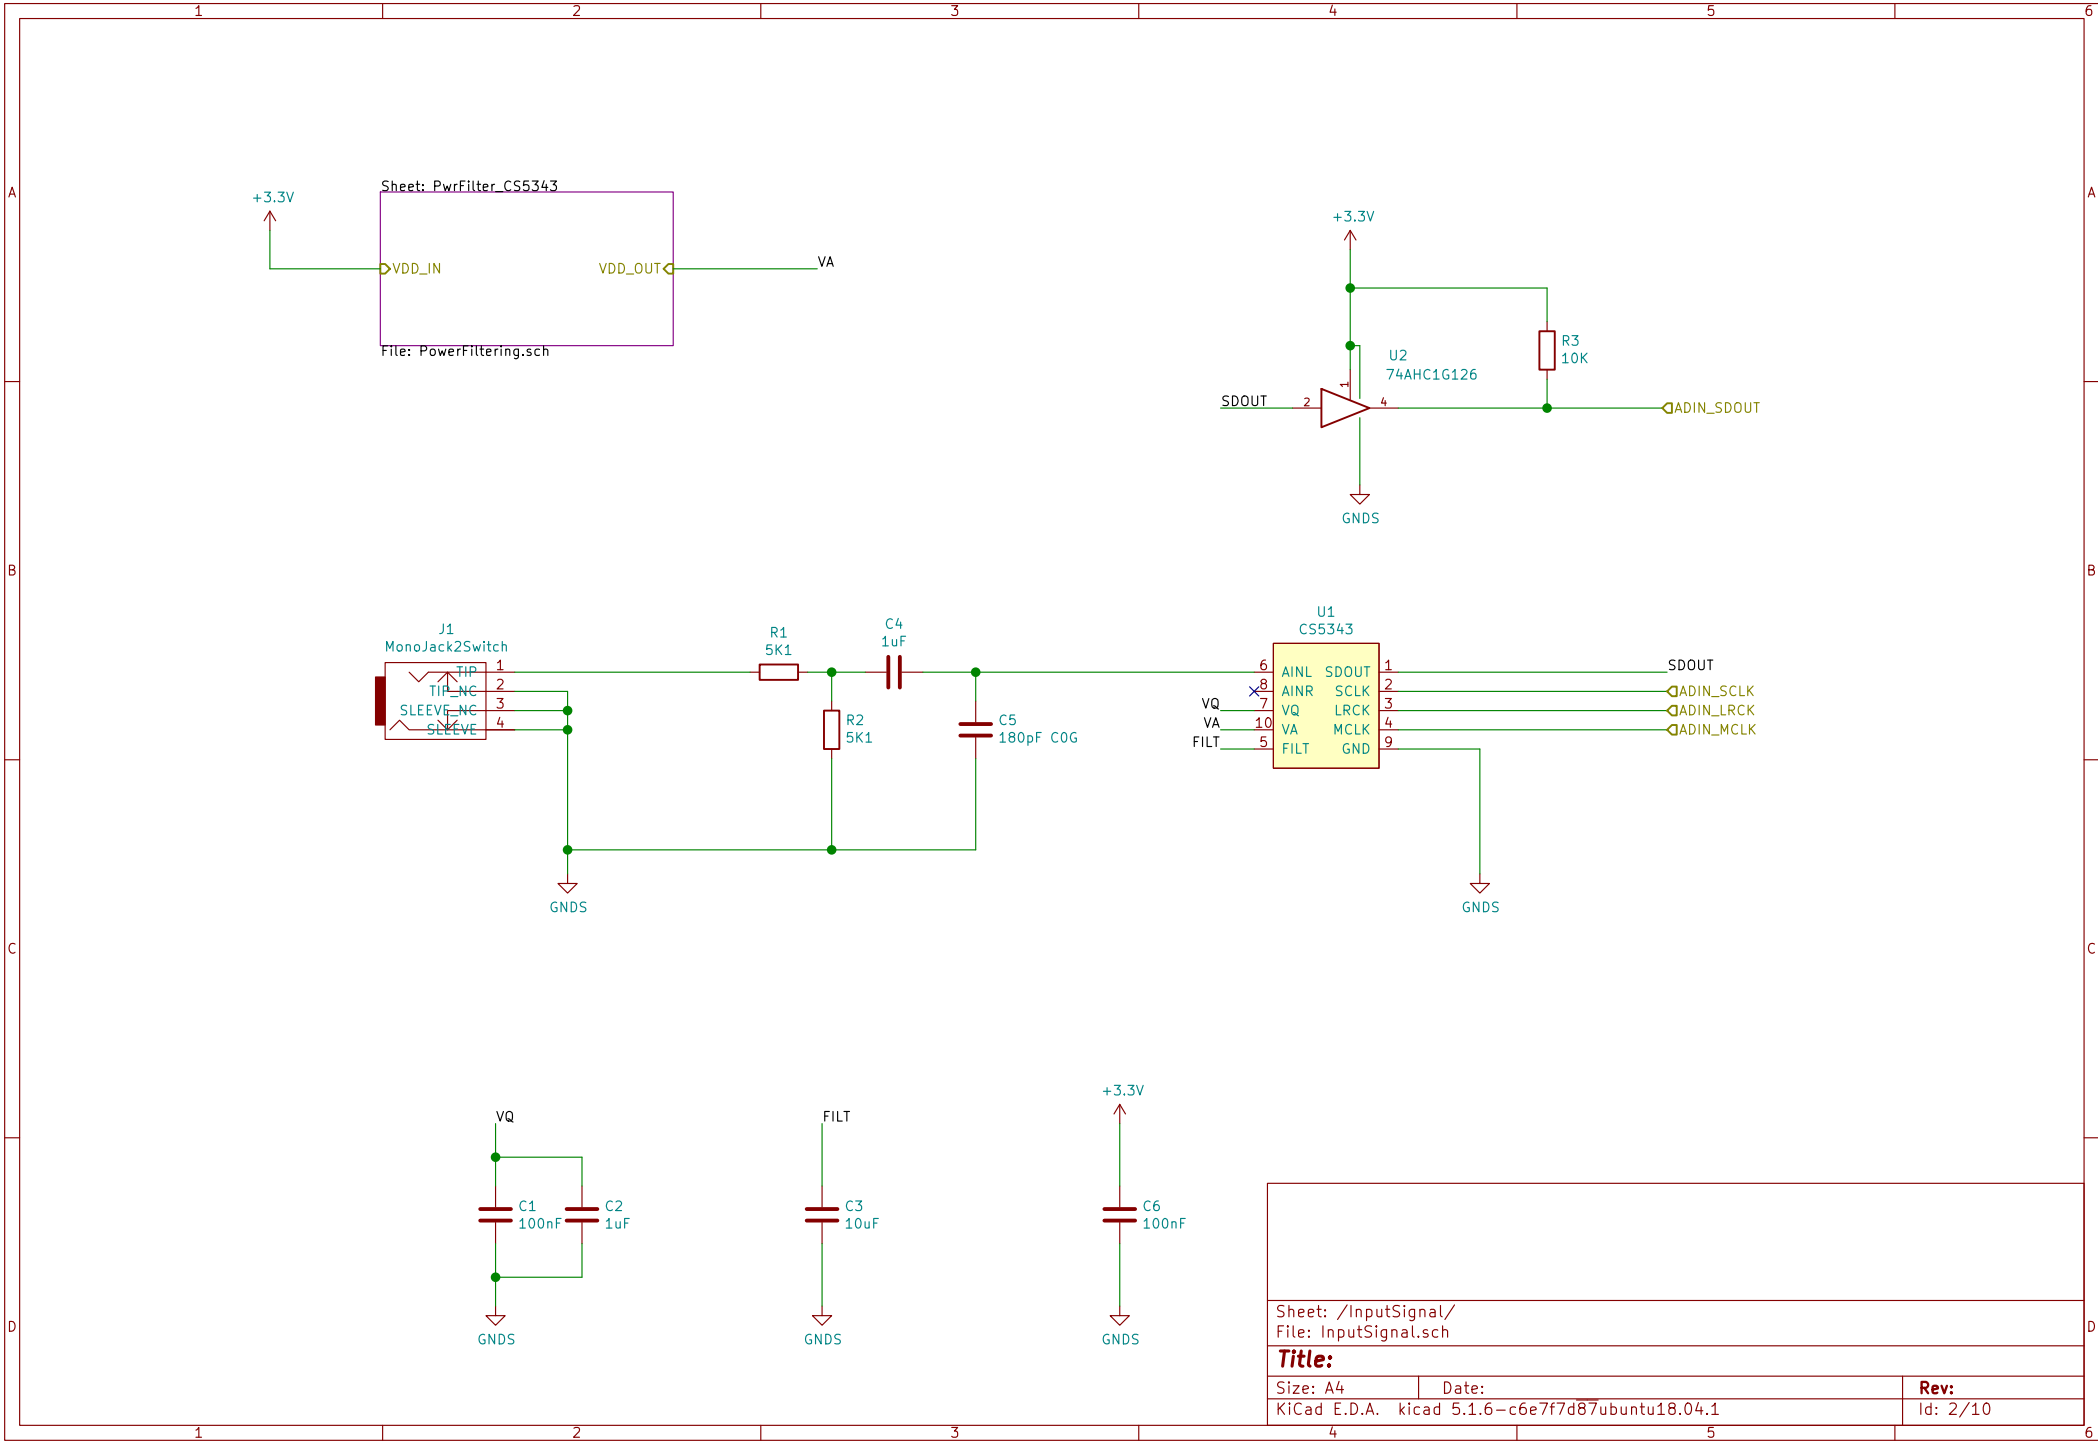 1 2 3 4 5 6
A A
B B
C C
D D
Sheet: PwrFilter_CS5343
+3.3V
VDD_IN
VDD_OUT
VA
File: PowerFiltering.sch
+3.3V
R3
10K
U2
74AHC1G126
1
SDOUT
2
4
ADIN_SDOUT
GNDS
J1
MonoJack2Switch
TIP 1
TIP_NC 2
SLEEVE_NC 3
SLEEVE 4
R1
5K1
C4
1uF
R2
5K1
C5
180pF C0G
GNDS
U1
CS5343
6 AINL SDOUT 1 SDOUT
8 AINR SCLK 2 ADIN_SCLK
VQ 7 VQ LRCK 3 ADIN_LRCK
VA 10 VA MCLK 4 ADIN_MCLK
FILT 5 FILT GND 9
GNDS
VQ
C1
100nF
C2
1uF
GNDS
FILT
C3
10uF
GNDS
+3.3V
C6
100nF
GNDS
Sheet: /InputSignal/
File: InputSignal.sch
Title:
Size: A4 Date: Rev:
KiCad E.D.A. kicad 5.1.6-c6e7f7d87ubuntu18.04.1 Id: 2/10
1 2 3 4 5 6